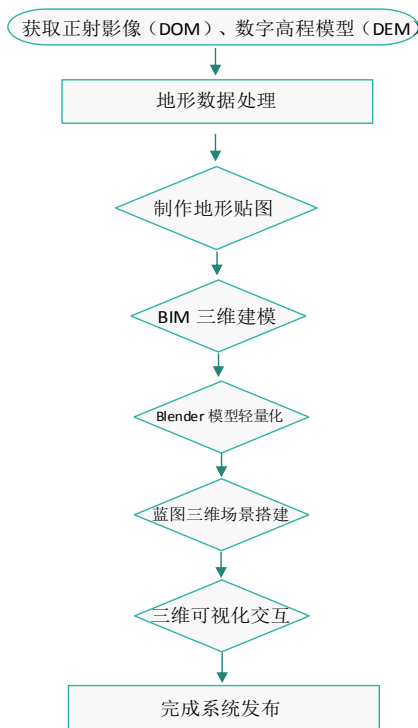 获取正射影像（DOM）、数字高程模型（DEM）
地形数据处理
制作地形贴图
BIM 三维建模
Blender 模型轻量化
蓝图三维场景搭建
三维可视化交互
完成系统发布